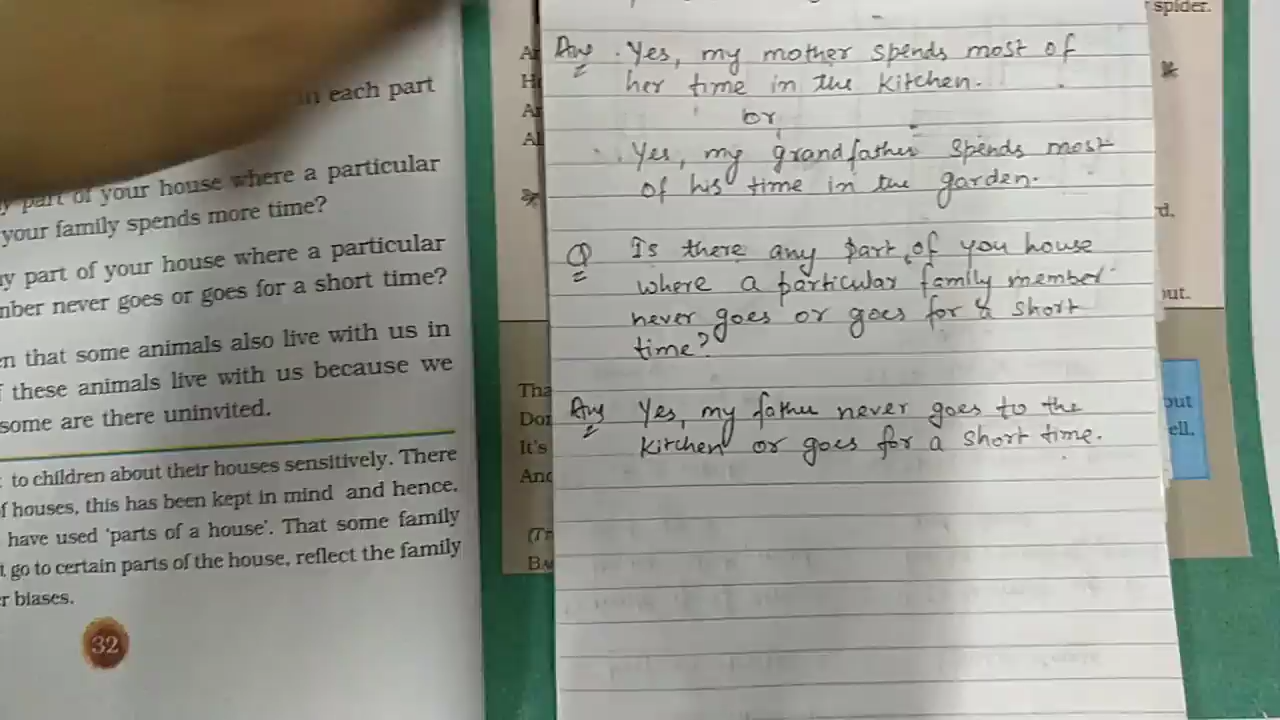 in each part
part of your house where a particular
your family spends more time?
part of your house where a particular
never goes or goes for a short time?
that some animals also live with us in
these animals live with us because we
some are there uninvited.
to children about their houses sensitively. There
houses, this has been kept in mind and hence,
have used ‘parts of a house’. That some family
go to certain parts of the house, reflect the family
biases.
32
spider.
Ans Yes, my mother spends most of
her time in the kitchen.
or
Yes, my grandfather spends most
of his time in the garden.
Q Is there any part of you house
where a particular family member
never goes or goes for a short
time?
Ans Yes, my father never goes to the
kitchen or goes for a short time.
It's